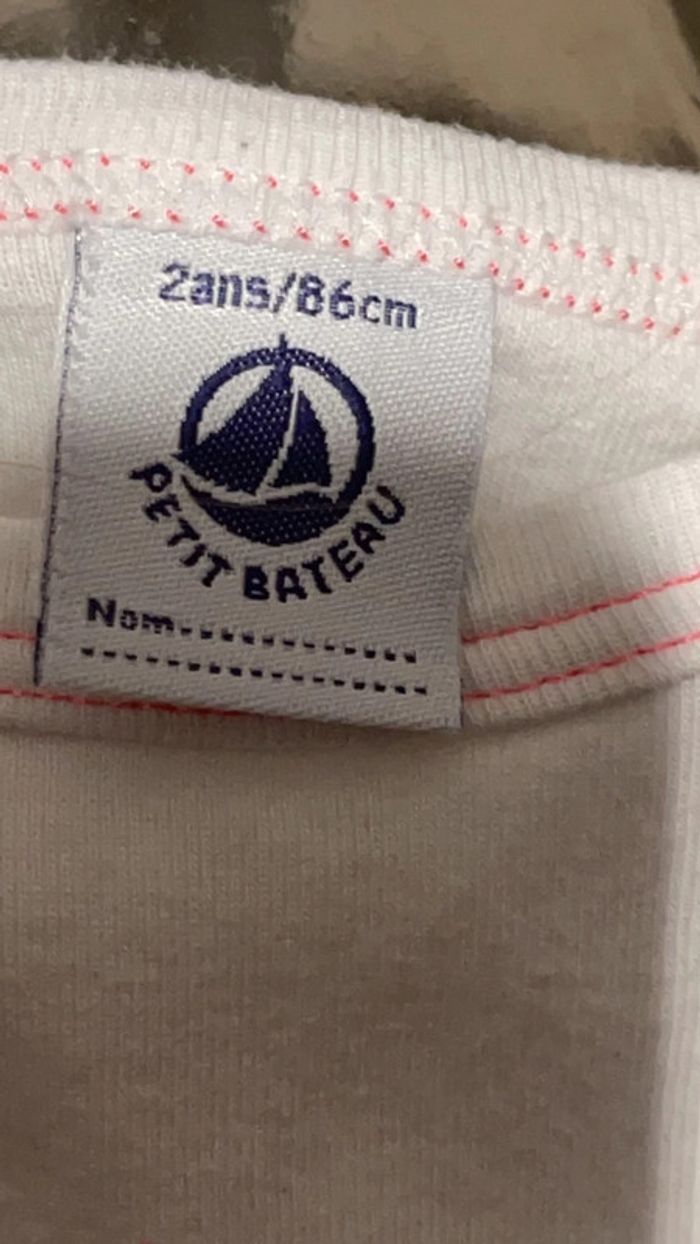 2ans/86cm
PETIT BATEAU
Nom.............
....................